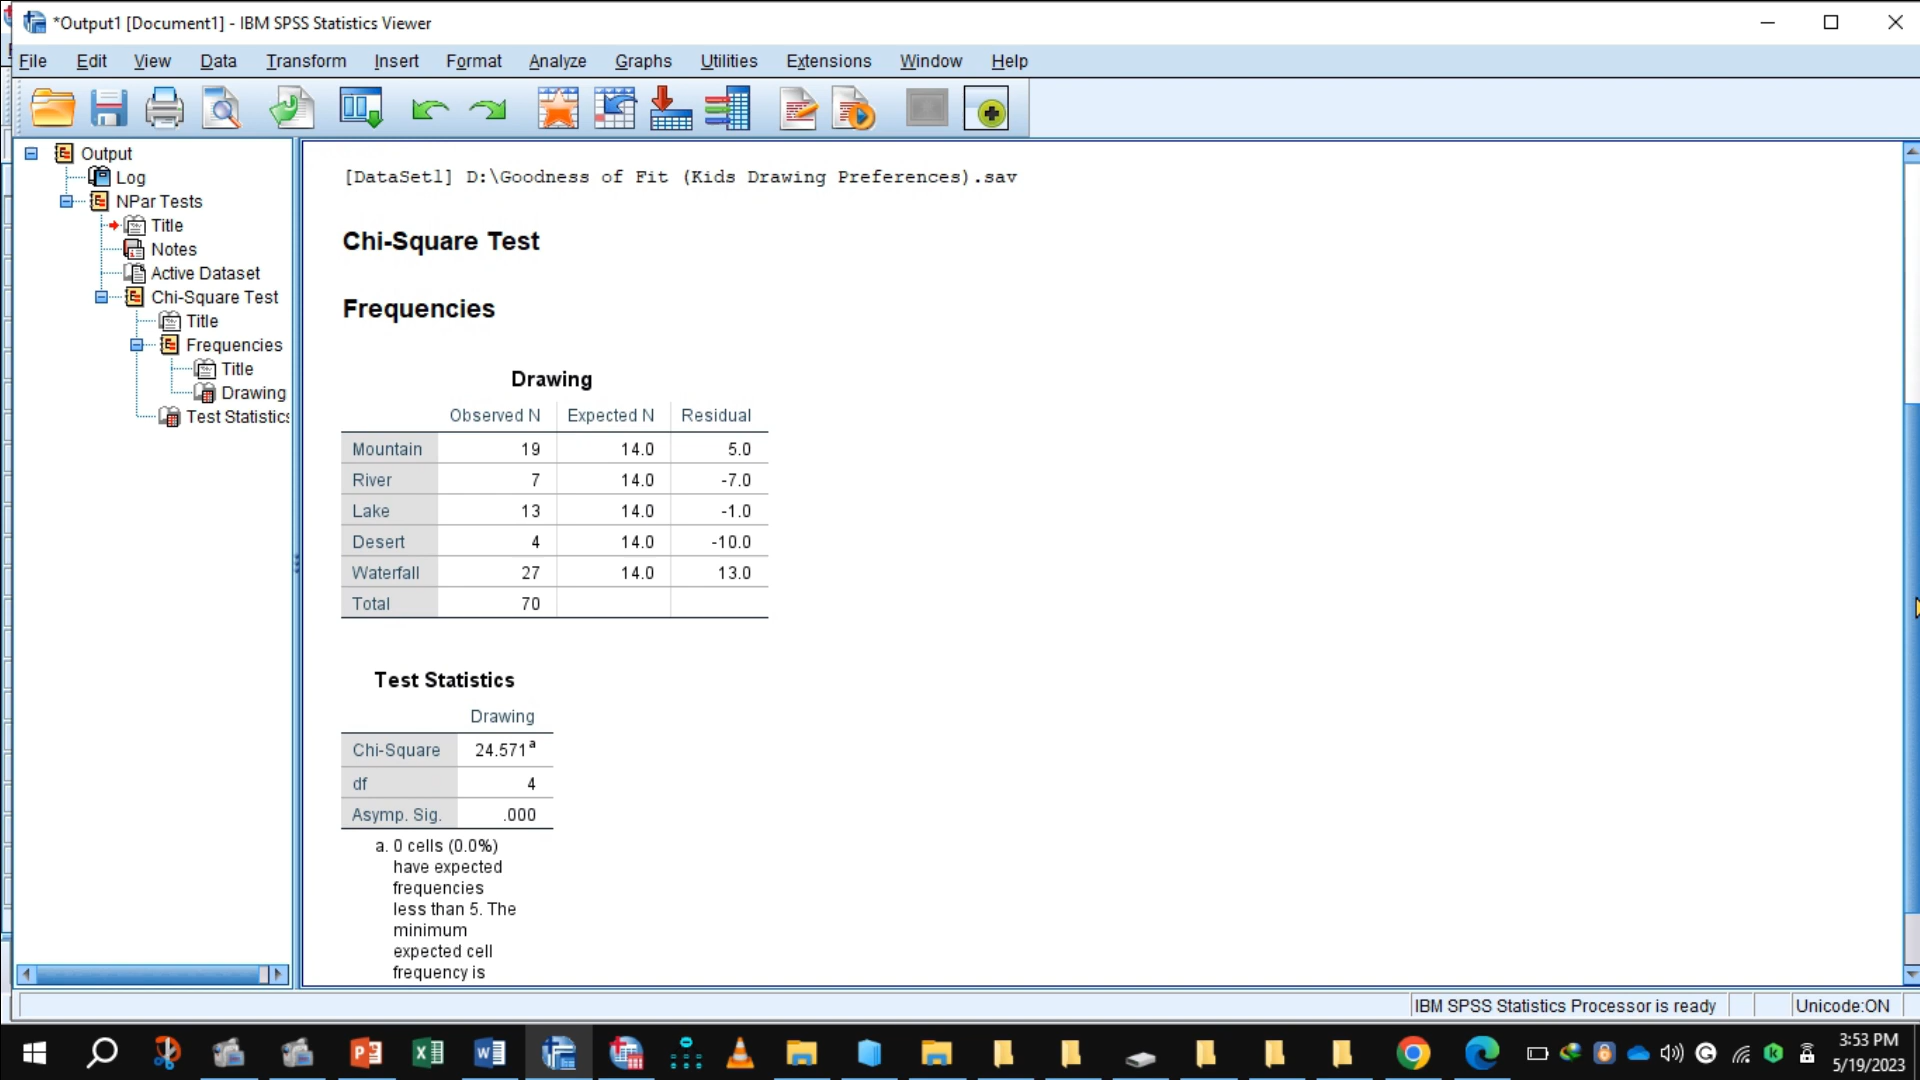 *Output1 [Document1] - IBM SPSS Statistics Viewer
File Edit View Data Transform Insert Format Analyze Graphs Utilities Extensions Window Help
Output
Log
NPar Tests
Title
Notes
Active Dataset
Chi-Square Test
Title
Frequencies
Title
Drawing
Test Statistics
[DataSet1] D:\Goodness of Fit (Kids Drawing Preferences).sav
Chi-Square Test
Frequencies
Drawing
Observed N Expected N Residual
Mountain 19 14.0 5.0
River 7 14.0 -7.0
Lake 13 14.0 -1.0
Desert 4 14.0 -10.0
Waterfall 27 14.0 13.0
Total 70
Test Statistics
Drawing
Chi-Square 24.571a
df 4
Asymp. Sig. .000
a. 0 cells (0.0%)
have expected
frequencies
less than 5. The
minimum
expected cell
frequency is
IBM SPSS Statistics Processor is ready Unicode:ON
3:53 PM
5/19/2023